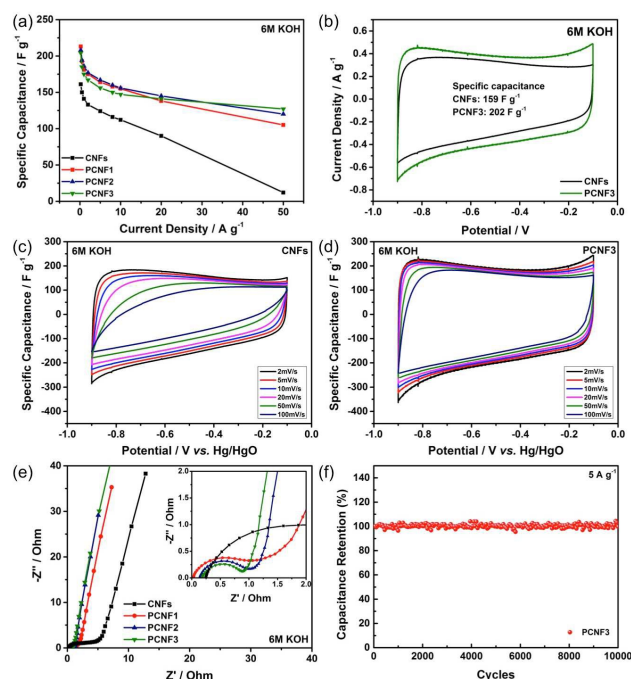 (a)
6M KOH
250
200
150
100
50
0
Specific Capacitance / F g⁻¹
CNFs
PCNF1
PCNF2
PCNF3
0 10 20 30 40 50
Current Density / A g⁻¹
(b)
6M KOH
0.8
0.6
0.4
0.2
0.0
-0.2
-0.4
-0.6
-0.8
Current Density / A g⁻¹
Specific capacitance
CNFs: 159 F g⁻¹
PCNF3: 202 F g⁻¹
CNFs
PCNF3
-1.0 -0.8 -0.6 -0.4 -0.2 0.0
Potential / V
(c)
6M KOH CNFs
300
200
100
0
-100
-200
-300
-400
Specific Capacitance / F g⁻¹
2mV/s
5mV/s
10mV/s
20mV/s
50mV/s
100mV/s
-1.0 -0.8 -0.6 -0.4 -0.2 0.0
Potential / V vs. Hg/HgO
(d)
6M KOH PCNF3
300
200
100
0
-100
-200
-300
-400
Specific Capacitance / F g⁻¹
2mV/s
5mV/s
10mV/s
20mV/s
50mV/s
100mV/s
-1.0 -0.8 -0.6 -0.4 -0.2 0.0
Potential / V vs. Hg/HgO
(e)
40
30
20
10
0
-Z'' / Ohm
2.0
1.5
1.0
0.5
0.0
-Z'' / Ohm
0.0 0.5 1.0 1.5 2.0
Z' / Ohm
CNFs
PCNF1
PCNF2
PCNF3
6M KOH
0 10 20 30 40
Z' / Ohm
(f)
5 A g⁻¹
140
120
100
80
60
40
20
0
Capacitance Retention (%)
PCNF3
0 2000 4000 6000 8000 10000
Cycles